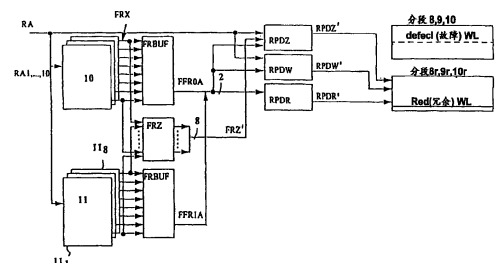 RA
FRX
RA1,...,10
10
FRBUF
FFR0A
2
RPDZ
RPDZ'
RPDW
RPDW'
RPDR
RPDR'
分段 8,9,10
defect (故障) WL
分段8r,9r,10r
Red(冗余) WL
FRZ
8
FRZ'
11₈
11
FRBUF
FFR1A